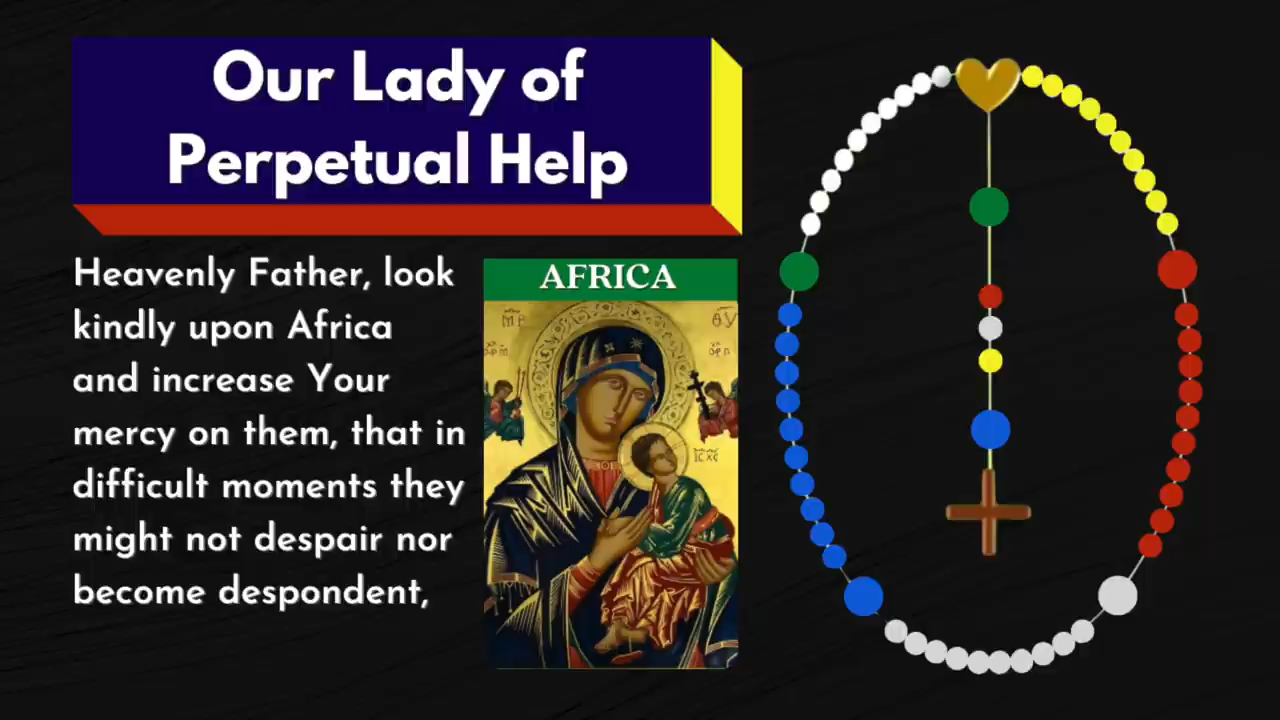 Our Lady of
Perpetual Help
Heavenly Father, look
kindly upon Africa
and increase Your
mercy on them, that in
difficult moments they
might not despair nor
become despondent,
AFRICA